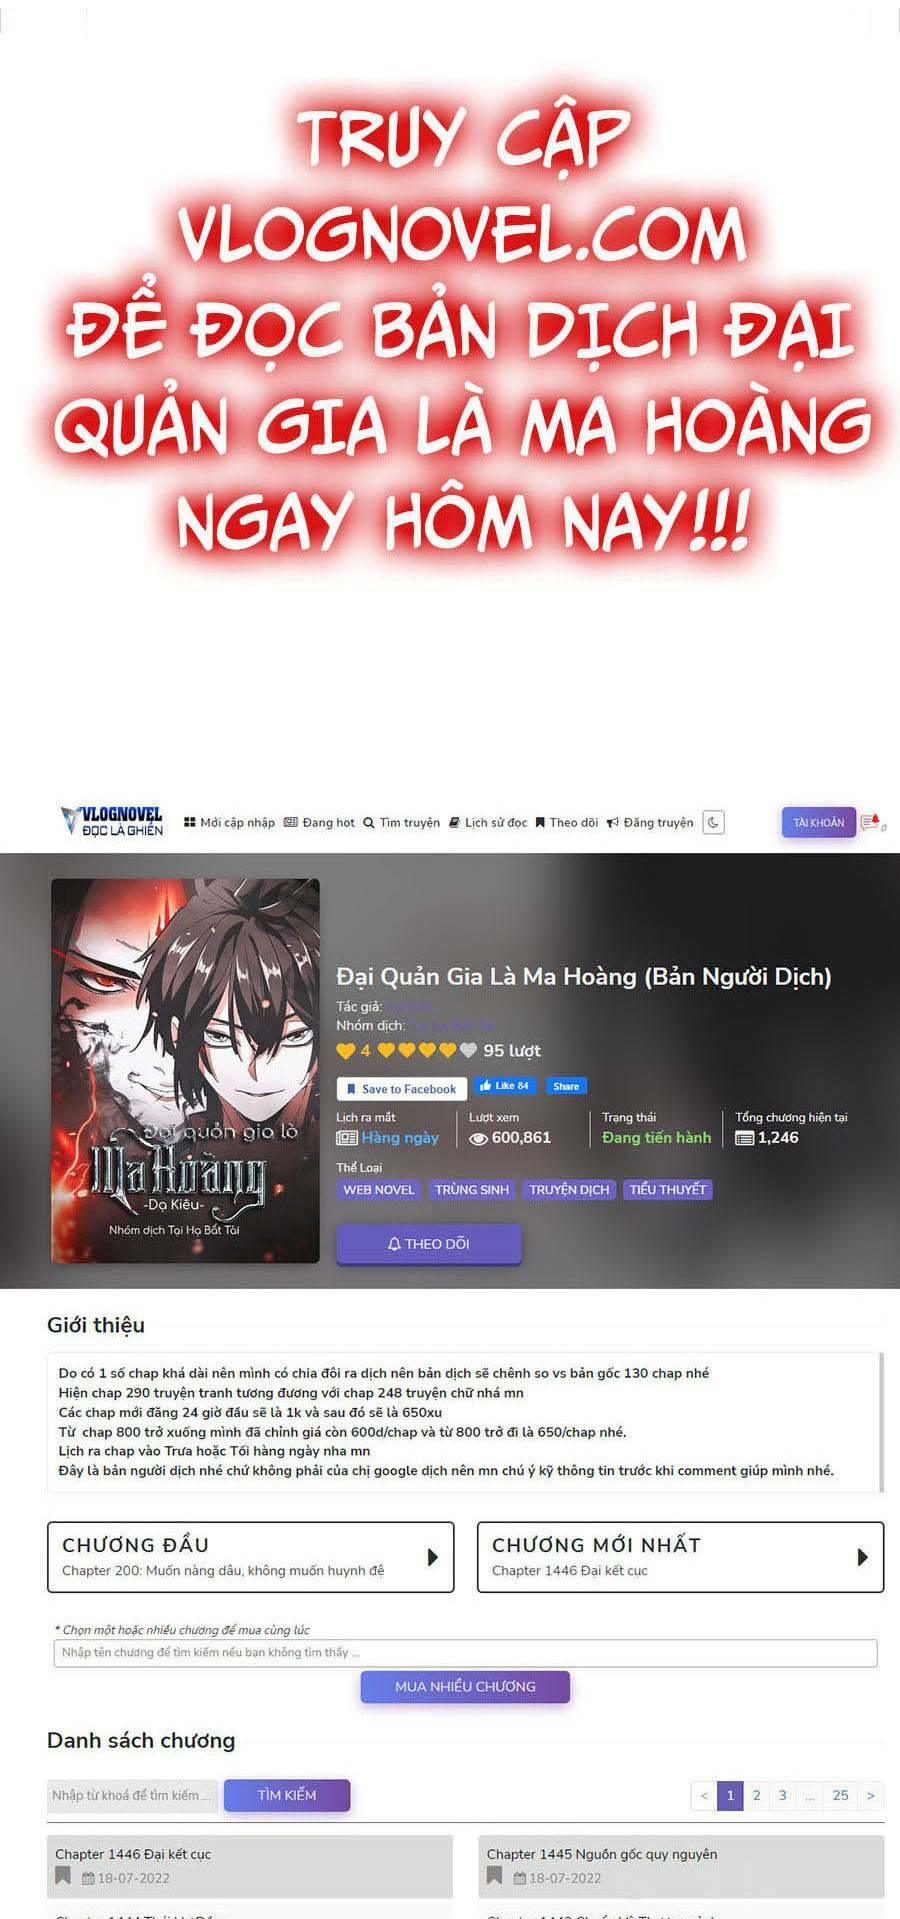 TRUY CẬP
VLOGNOVEL.COM
ĐỂ ĐỌC BẢN DỊCH ĐẠI
QUẢN GIA LÀ MA HOÀNG
NGAY HÔM NAY!!!
VLOGNOVEL
ĐỌC LÀ GHIỀN
Mới cập nhập Đang hot Tìm truyện Lịch sử đọc Theo dõi Đăng truyện
TÀI KHOẢN
0
Đại quản gia là
Ma Hoàng
-Dạ Kiêu-
Nhóm dịch Tại Hạ Bất Tài
Đại Quản Gia Là Ma Hoàng (Bản Người Dịch)
Tác giả:
Nhóm dịch:
4 95 lượt
Save to Facebook Like 84 Share
Lịch ra mắt Lượt xem Trạng thái Tổng chương hiện tại
Hàng ngày 600,861 Đang tiến hành 1,246
Thể Loại
WEB NOVEL TRÙNG SINH TRUYỆN DỊCH TIỂU THUYẾT
THEO DÕI
Giới thiệu
Do có 1 số chap khá dài nên mình có chia đôi ra dịch nên bản dịch sẽ chênh so vs bản gốc 130 chap nhé
Hiện chap 290 truyện tranh tương đương với chap 248 truyện chữ nhá mn
Các chap mới đăng 24 giờ đầu sẽ là 1k và sau đó sẽ là 650xu
Từ chap 800 trở xuống mình đã chỉnh giá còn 600đ/chap và từ 800 trở đi là 650/chap nhé.
Lịch ra chap vào Trưa hoặc Tối hàng ngày nha mn
Đây là bản người dịch nhé chứ không phải của chị google dịch nên mn chú ý kỹ thông tin trước khi comment giúp mình nhé.
CHƯƠNG ĐẦU
Chapter 200: Muốn nàng dâu, không muốn huynh đệ
CHƯƠNG MỚI NHẤT
Chapter 1446 Đại kết cục
* Chọn một hoặc nhiều chương để mua cùng lúc
Nhập tên chương để tìm kiếm nếu bạn không tìm thấy ...
MUA NHIỀU CHƯƠNG
Danh sách chương
Nhập từ khoá để tìm kiếm ... TÌM KIẾM < 1 2 3 ... 25 >
Chapter 1446 Đại kết cục
18-07-2022
Chapter 1445 Nguồn gốc quy nguyên
18-07-2022